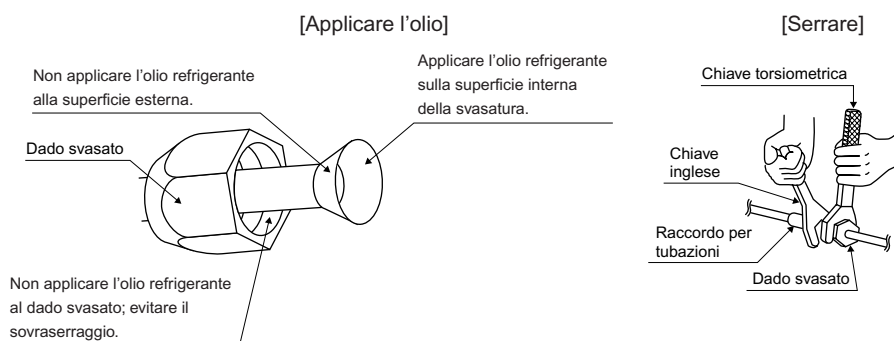 [Applicare l’olio]
Non applicare l’olio refrigerante
alla superficie esterna.
Applicare l’olio refrigerante
sulla superficie interna
della svasatura.
Dado svasato
Non applicare l’olio refrigerante
al dado svasato; evitare il
sovraserraggio.
[Serrare]
Chiave torsiometrica
Chiave
inglese
Raccordo per
tubazioni
Dado svasato